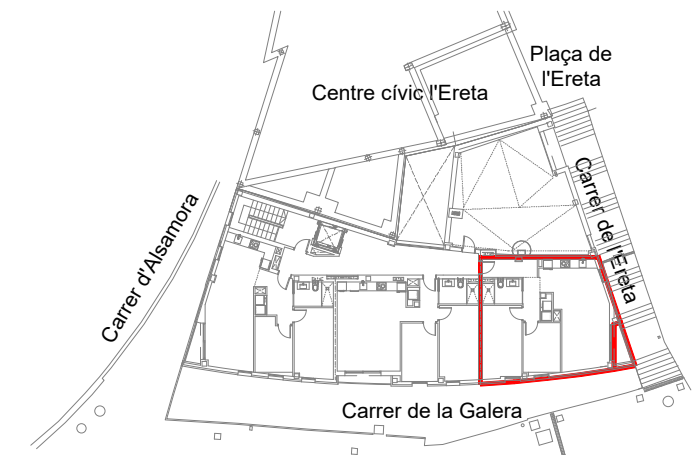 Plaça de
l'Ereta
Centre cívic l'Ereta
Carrer de l'Ereta
Carrer d'Alsamora
Carrer de la Galera